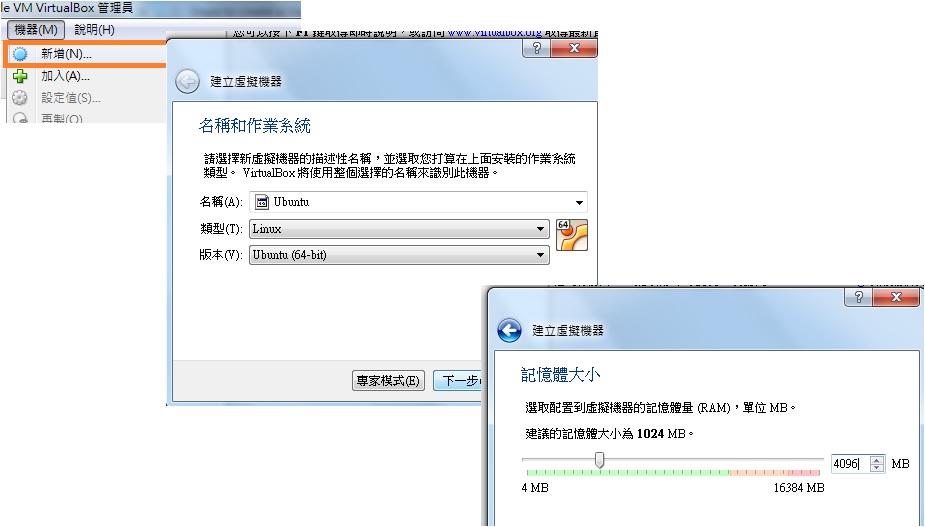 le VM VirtualBox 管理員
機器(M) 說明(H)
新增(N)...
加入(A)...
設定值(S)...
再製(O)
您可以按下 F1 鍵取得即時說明，或訪問 www.virtualbox.org 取得最新
建立虛擬機器
名稱和作業系統
請選擇新虛擬機器的描述性名稱，並選取您打算在上面安裝的作業系統
類型。 VirtualBox 將使用整個選擇的名稱來識別此機器。
名稱(A): Ubuntu
類型(T): Linux
64
版本(V): Ubuntu (64-bit)
專家模式(E) 下一步(
建立虛擬機器
記憶體大小
選取配置到虛擬機器的記憶體量 (RAM)，單位 MB。
建議的記憶體大小為 1024 MB。
4096 MB
4 MB 16384 MB